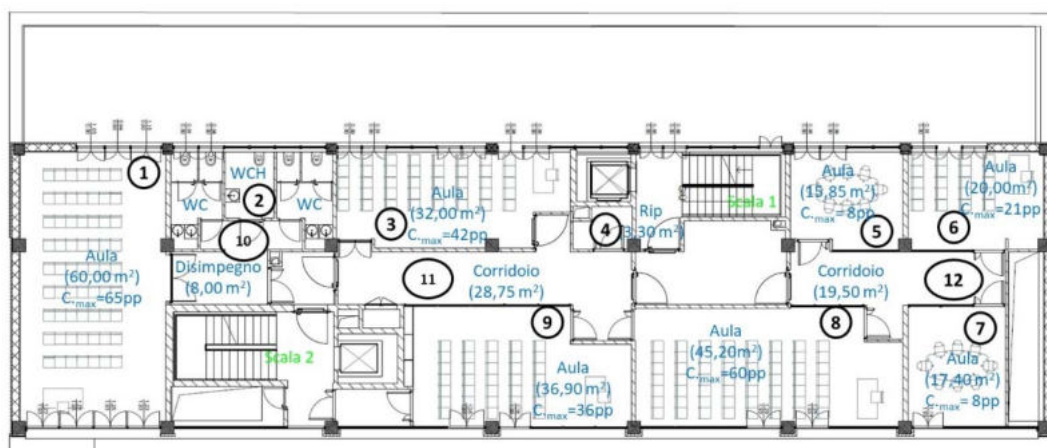 1
Aula
(60,00 m²)
C.max=65pp
WCH
WC
2
WC
10
Disimpegno
(8,00 m²)
Scala 2
3
Aula
(32,00 m²)
C.max=42pp
11
Corridoio
(28,75 m²)
4
Rip
(3,30 m²)
Scala 1
Aula
(15,85 m²)
C.max=8pp
5
Aula
(20,00 m²)
C.max=21pp
6
Corridoio
(19,50 m²)
12
9
Aula
(36,90 m²)
C.max=36pp
8
Aula
(45,20 m²)
C.max=60pp
7
Aula
(17,40 m²)
C.max=8pp